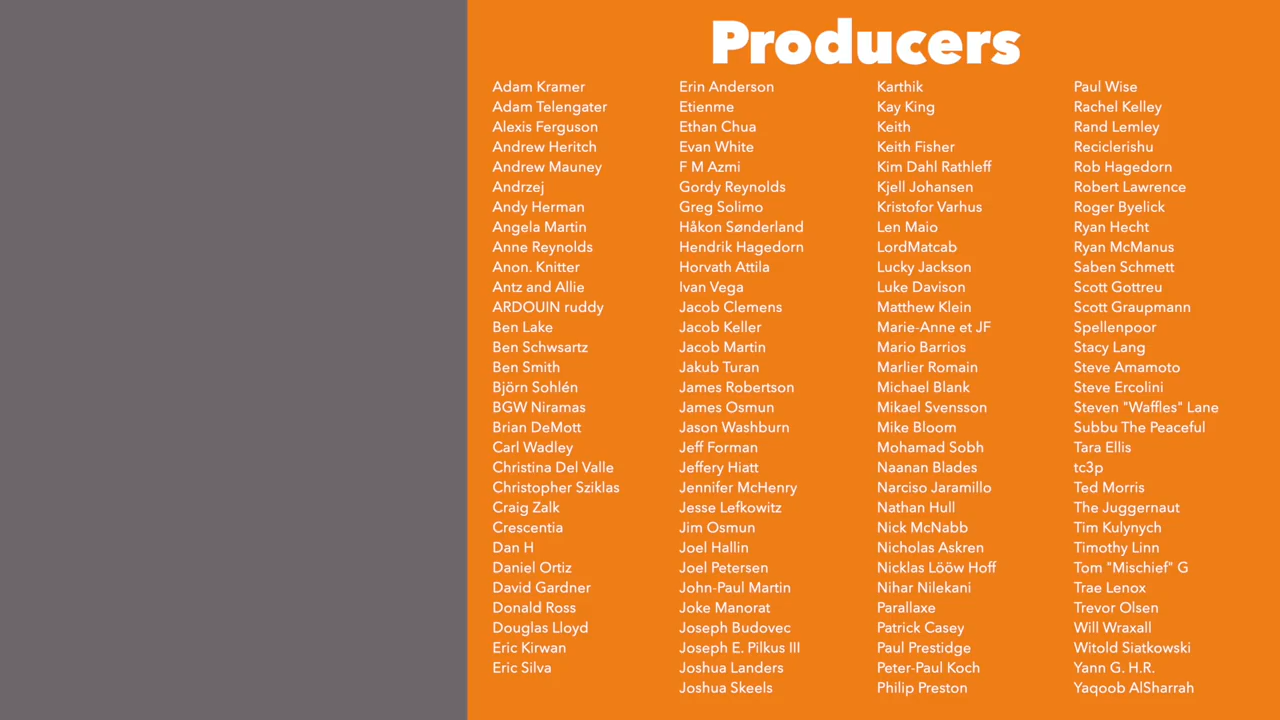 Producers
Adam Kramer
Adam Telengater
Alexis Ferguson
Andrew Heritch
Andrew Mauney
Andrzej
Andy Herman
Angela Martin
Anne Reynolds
Anon. Knitter
Antz and Allie
ARDOUIN ruddy
Ben Lake
Ben Schwsartz
Ben Smith
Björn Sohlén
BGW Niramas
Brian DeMott
Carl Wadley
Christina Del Valle
Christopher Sziklas
Craig Zalk
Crescentia
Dan H
Daniel Ortiz
David Gardner
Donald Ross
Douglas Lloyd
Eric Kirwan
Eric Silva
Erin Anderson
Etienme
Ethan Chua
Evan White
F M Azmi
Gordy Reynolds
Greg Solimo
Håkon Sønderland
Hendrik Hagedorn
Horvath Attila
Ivan Vega
Jacob Clemens
Jacob Keller
Jacob Martin
Jakub Turan
James Robertson
James Osmun
Jason Washburn
Jeff Forman
Jeffery Hiatt
Jennifer McHenry
Jesse Lefkowitz
Jim Osmun
Joel Hallin
Joel Petersen
John-Paul Martin
Joke Manorat
Joseph Budovec
Joseph E. Pilkus III
Joshua Landers
Joshua Skeels
Karthik
Kay King
Keith
Keith Fisher
Kim Dahl Rathleff
Kjell Johansen
Kristofor Varhus
Len Maio
LordMatcab
Lucky Jackson
Luke Davison
Matthew Klein
Marie-Anne et JF
Mario Barrios
Marlier Romain
Michael Blank
Mikael Svensson
Mike Bloom
Mohamad Sobh
Naanan Blades
Narciso Jaramillo
Nathan Hull
Nick McNabb
Nicholas Askren
Nicklas Lööw Hoff
Nihar Nilekani
Parallaxe
Patrick Casey
Paul Prestidge
Peter-Paul Koch
Philip Preston
Paul Wise
Rachel Kelley
Rand Lemley
Reciclerishu
Rob Hagedorn
Robert Lawrence
Roger Byelick
Ryan Hecht
Ryan McManus
Saben Schmett
Scott Gottreu
Scott Graupmann
Spellenpoor
Stacy Lang
Steve Amamoto
Steve Ercolini
Steven "Waffles" Lane
Subbu The Peaceful
Tara Ellis
tc3p
Ted Morris
The Juggernaut
Tim Kulynych
Timothy Linn
Tom "Mischief" G
Trae Lenox
Trevor Olsen
Will Wraxall
Witold Siatkowski
Yann G. H.R.
Yaqoob AlSharrah